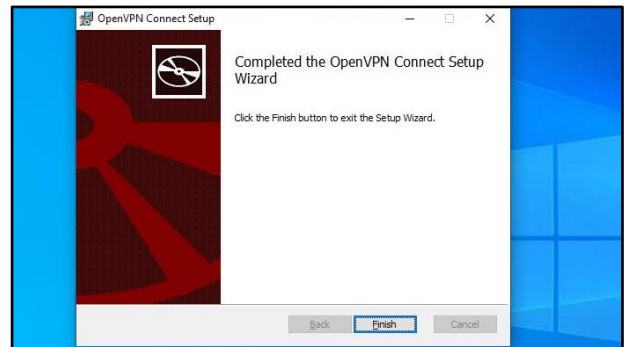 OpenVPN Connect Setup
Completed the OpenVPN Connect Setup
Wizard
Click the Finish button to exit the Setup Wizard.
Back Finish Cancel